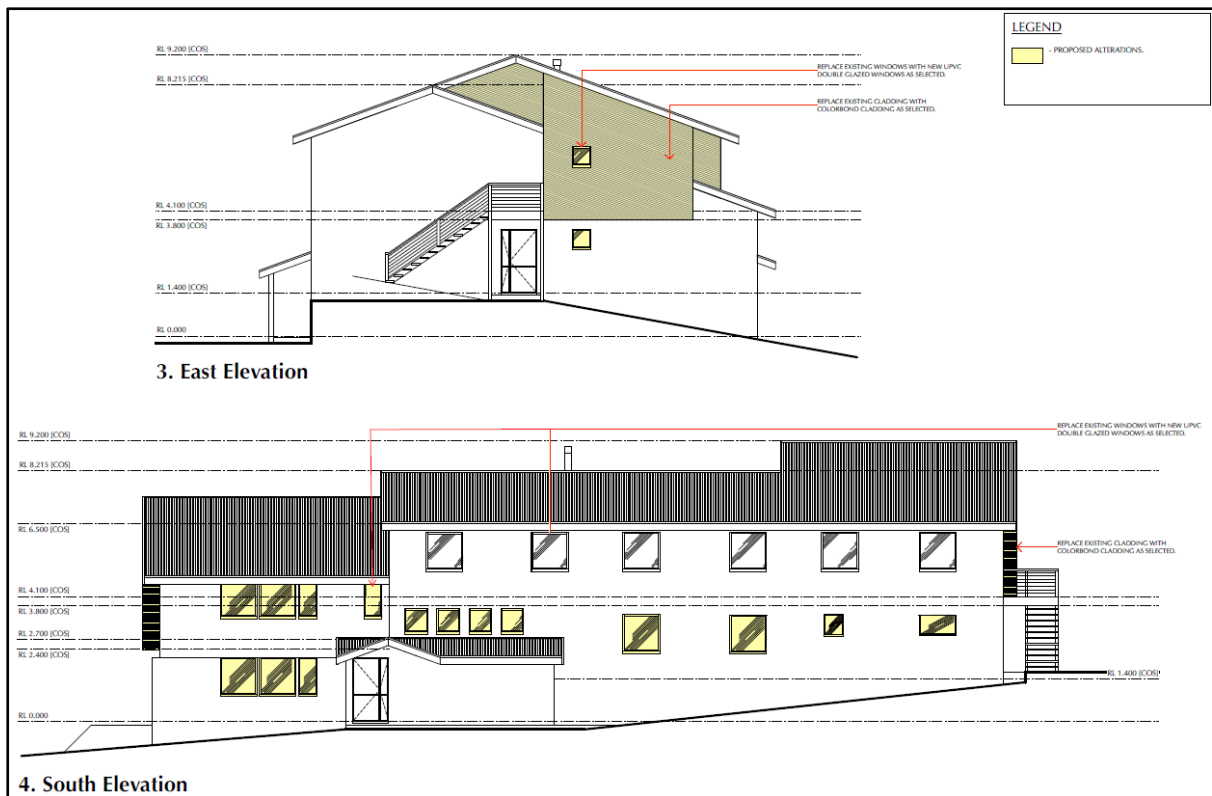 LEGEND
- PROPOSED ALTERATIONS.
RL 9.200 [COS]
RL 8.215 [COS]
REPLACE EXISTING WINDOWS WITH NEW UPVC
DOUBLE GLAZED WINDOWS AS SELECTED.
REPLACE EXISTING CLADDING WITH
COLORBOND CLADDING AS SELECTED.
RL 4.100 [COS]
RL 3.800 [COS]
RL 1.400 [COS]
RL 0.000
3. East Elevation
RL 9.200 [COS]
REPLACE EXISTING WINDOWS WITH NEW UPVC
DOUBLE GLAZED WINDOWS AS SELECTED.
RL 8.215 [COS]
RL 6.500 [COS]
REPLACE EXISTING CLADDING WITH
COLORBOND CLADDING AS SELECTED.
RL 4.100 [COS]
RL 3.800 [COS]
RL 2.700 [COS]
RL 2.400 [COS]
RL 1.400 [COS]
RL 0.000
4. South Elevation